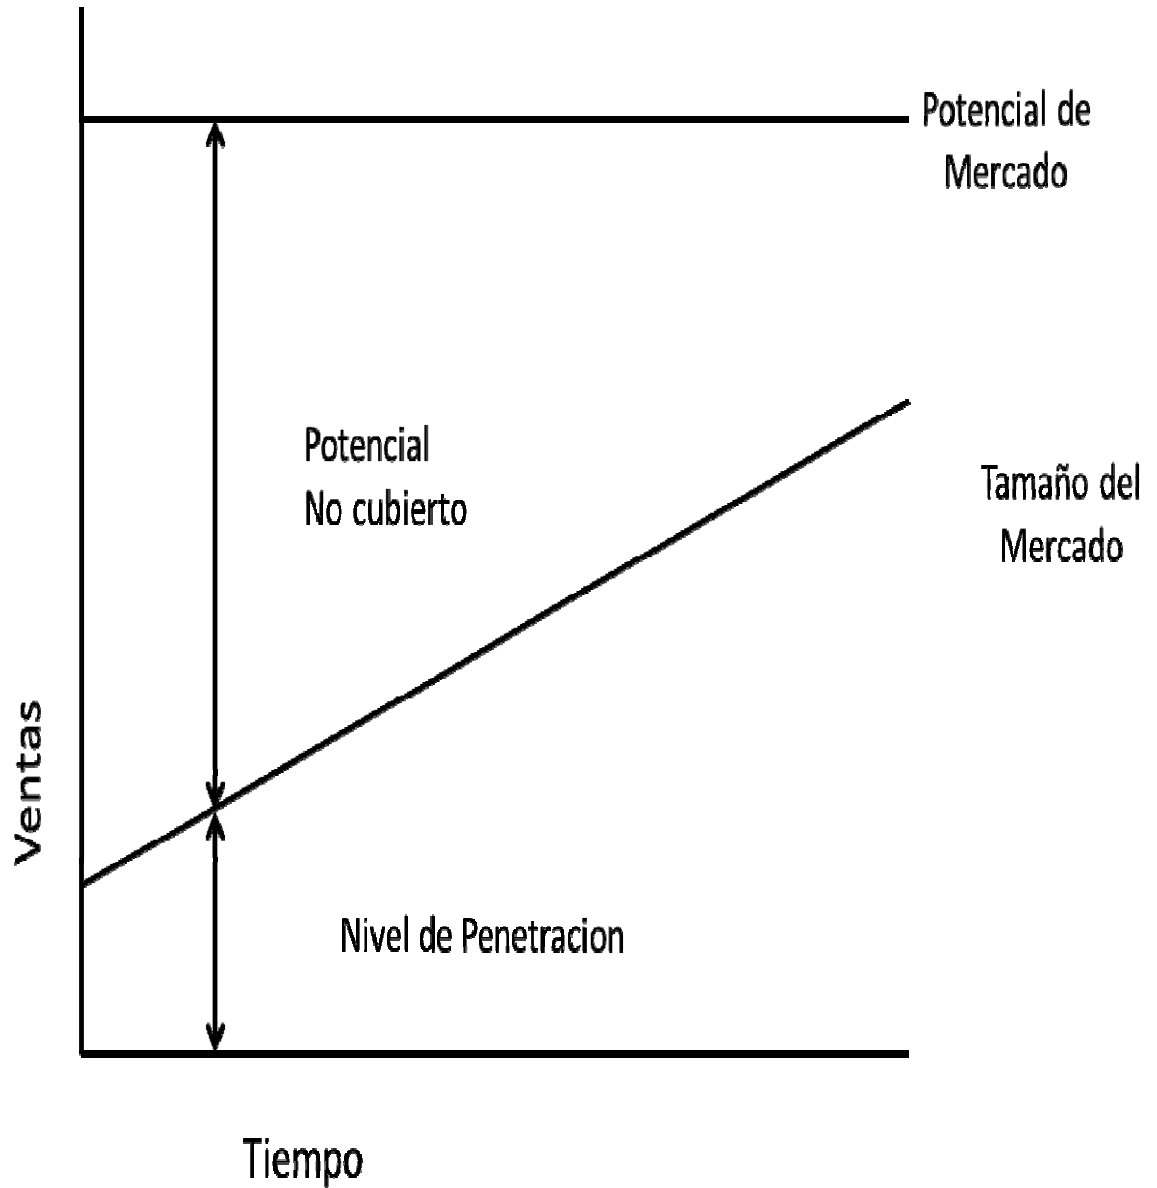 Potencial de
Mercado
Potencial
No cubierto
Tamaño del
Mercado
Ventas
Nivel de Penetracion
Tiempo